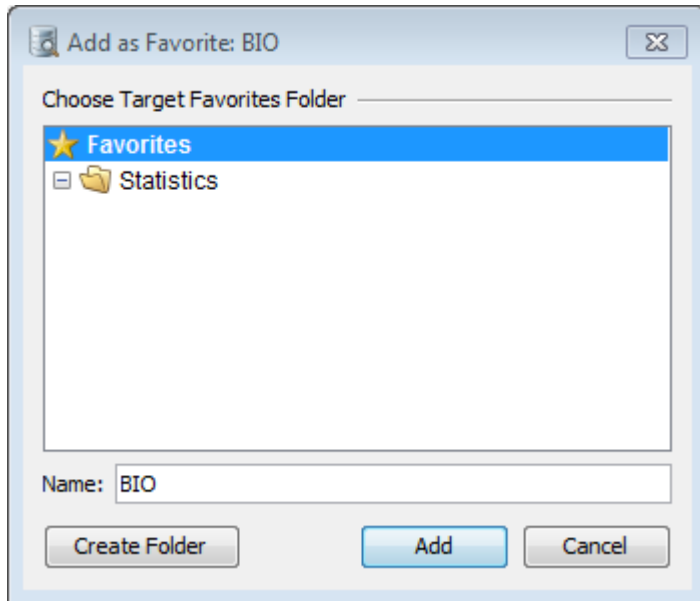 Add as Favorite: BIO
Choose Target Favorites Folder
Favorites
Statistics
Name: BIO
Create Folder Add Cancel